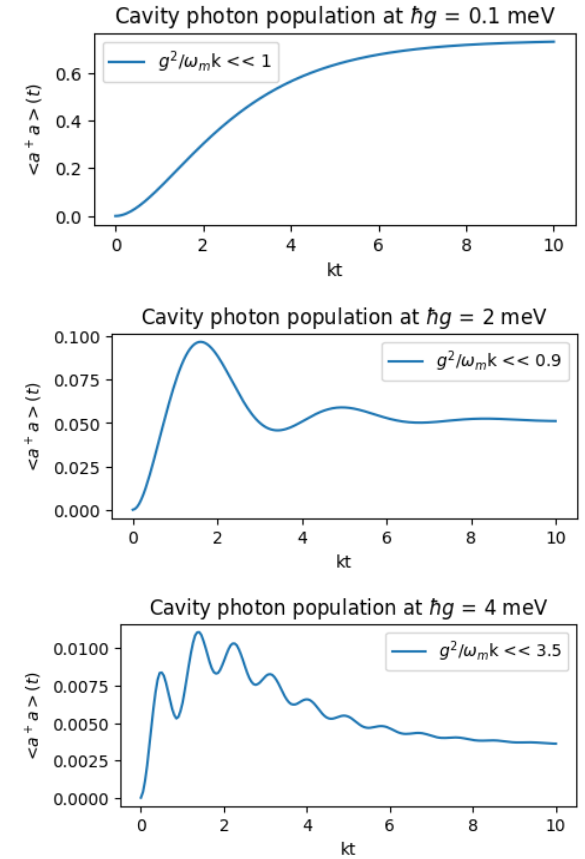 Cavity photon population at ℏg = 0.1 meV
g²/ωₘk << 1
<a⁺ a > (t)
0.6
0.4
0.2
0.0
0 2 4 6 8 10
kt
Cavity photon population at ℏg = 2 meV
g²/ωₘk << 0.9
<a⁺ a > (t)
0.100
0.075
0.050
0.025
0.000
0 2 4 6 8 10
kt
Cavity photon population at ℏg = 4 meV
g²/ωₘk << 3.5
<a⁺ a > (t)
0.0100
0.0075
0.0050
0.0025
0.0000
0 2 4 6 8 10
kt